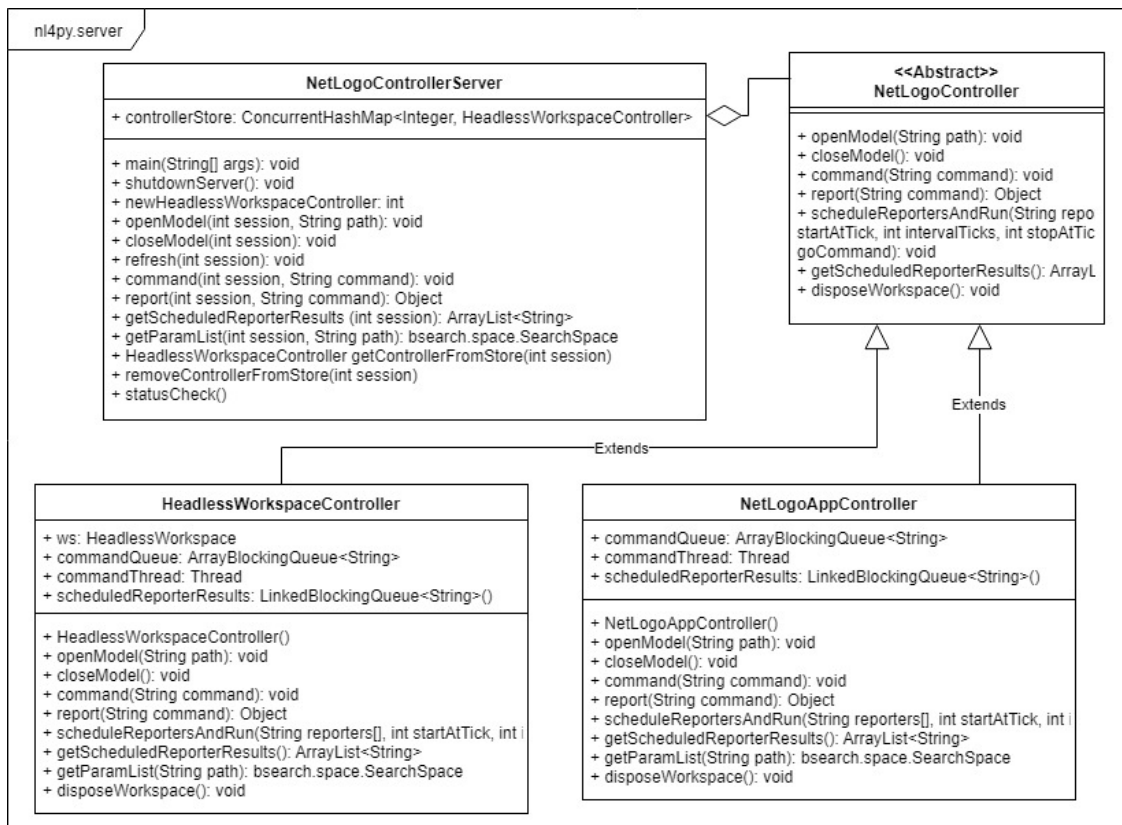 nl4py.server
NetLogoControllerServer
+ controllerStore: ConcurrentHashMap<Integer, HeadlessWorkspaceController>
+ main(String[] args): void
+ shutdownServer(): void
+ newHeadlessWorkspaceController: int
+ openModel(int session, String path): void
+ closeModel(int session): void
+ refresh(int session): void
+ command(int session, String command): void
+ report(int session, String command): Object
+ getScheduledReporterResults (int session): ArrayList<String>
+ getParamList(int session, String path): bsearch.space.SearchSpace
+ HeadlessWorkspaceController getControllerFromStore(int session)
+ removeControllerFromStore(int session)
+ statusCheck()
<<Abstract>>
NetLogoController
+ openModel(String path): void
+ closeModel(): void
+ command(String command): void
+ report(String command): Object
+ scheduleReportersAndRun(String repo
startAtTick, int intervalTicks, int stopAtTic
goCommand): void
+ getScheduledReporterResults(): ArrayL
+ disposeWorkspace(): void
Extends
Extends
HeadlessWorkspaceController
+ ws: HeadlessWorkspace
+ commandQueue: ArrayBlockingQueue<String>
+ commandThread: Thread
+ scheduledReporterResults: LinkedBlockingQueue<String>()
+ HeadlessWorkspaceController()
+ openModel(String path): void
+ closeModel(): void
+ command(String command): void
+ report(String command): Object
+ scheduleReportersAndRun(String reporters[], int startAtTick, int i
+ getScheduledReporterResults(): ArrayList<String>
+ getParamList(String path): bsearch.space.SearchSpace
+ disposeWorkspace(): void
NetLogoAppController
+ commandQueue: ArrayBlockingQueue<String>
+ commandThread: Thread
+ scheduledReporterResults: LinkedBlockingQueue<String>()
+ NetLogoAppController()
+ openModel(String path): void
+ closeModel(): void
+ command(String command): void
+ report(String command): Object
+ scheduleReportersAndRun(String reporters[], int startAtTick, int i
+ getScheduledReporterResults(): ArrayList<String>
+ getParamList(String path): bsearch.space.SearchSpace
+ disposeWorkspace(): void